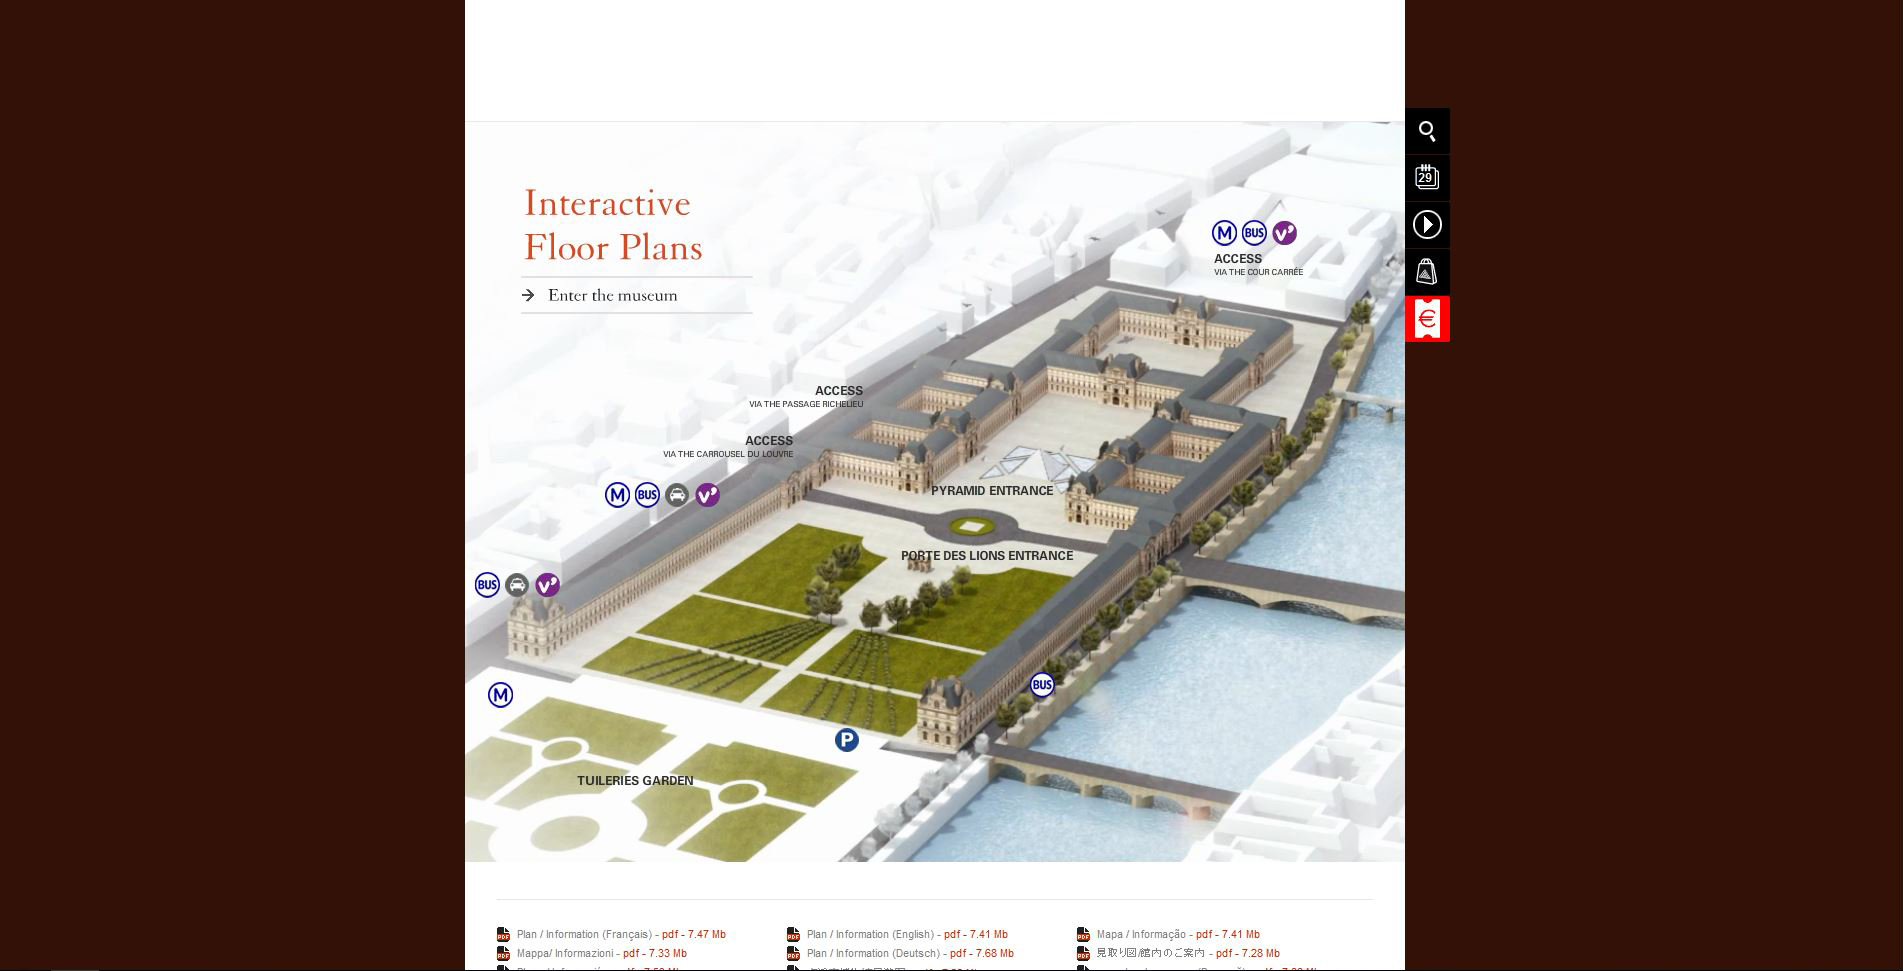 Interactive
Floor Plans
Enter the museum
29
€
M BUS V
ACCESS
VIA THE COUR CARRÉE
ACCESS
VIA THE PASSAGE RICHELIEU
ACCESS
VIA THE CARROUSEL DU LOUVRE
M BUS V
PYRAMID ENTRANCE
PORTE DES LIONS ENTRANCE
BUS V
M
BUS
P
TUILERIES GARDEN
Plan / Information (Français) - pdf - 7.47 Mb
Plan / Information (English) - pdf - 7.41 Mb
Mapa / Informação - pdf - 7.41 Mb
Mappa/ Informazioni - pdf - 7.33 Mb
Plan / Information (Deutsch) - pdf - 7.68 Mb
見取り図/館内のご案内 - pdf - 7.28 Mb